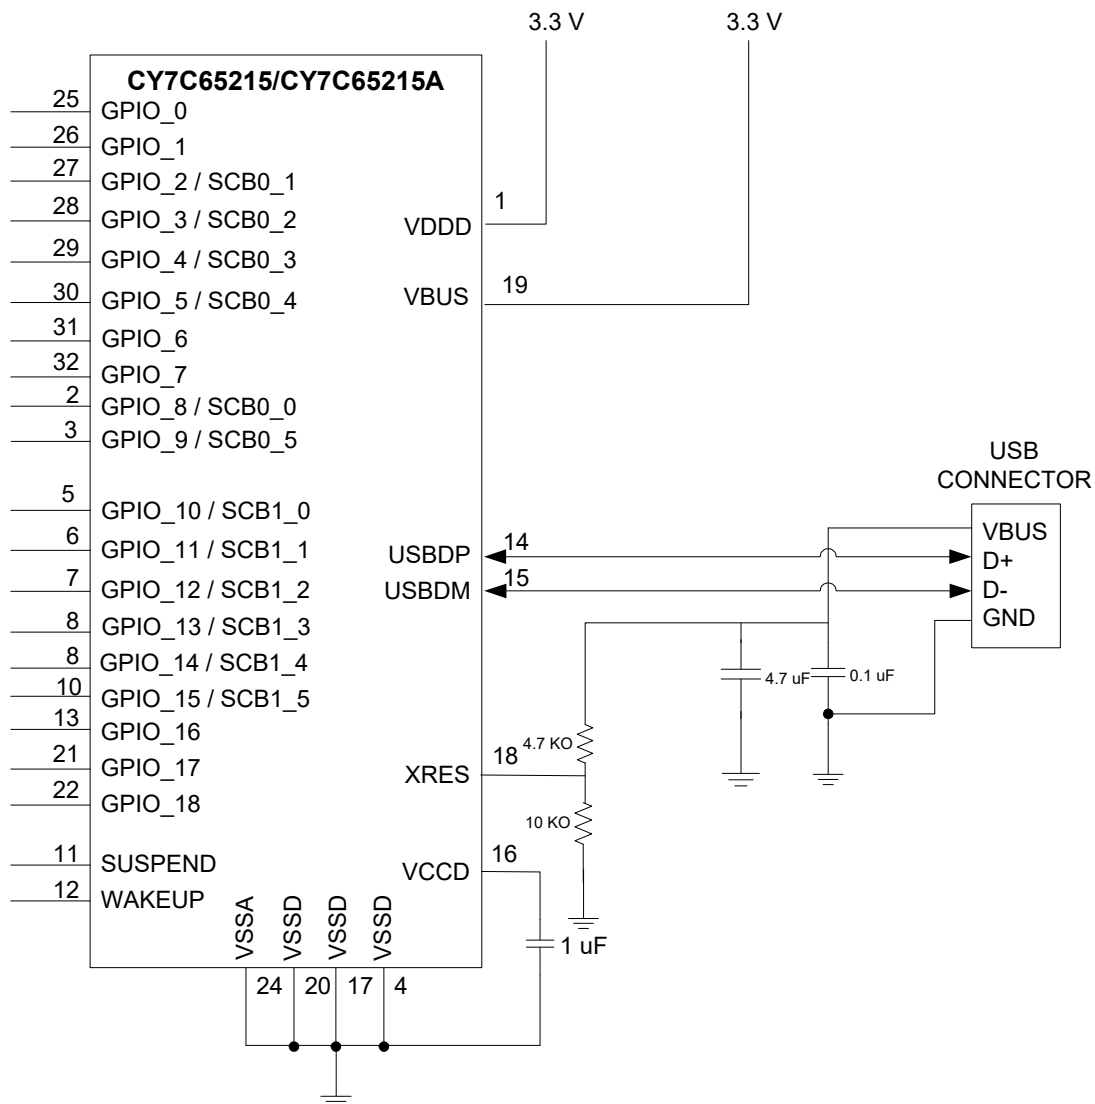 3.3 V
3.3 V
CY7C65215/CY7C65215A
25 GPIO_0
26 GPIO_1
27 GPIO_2 / SCB0_1
28 GPIO_3 / SCB0_2
29 GPIO_4 / SCB0_3
30 GPIO_5 / SCB0_4
31 GPIO_6
32 GPIO_7
2 GPIO_8 / SCB0_0
3 GPIO_9 / SCB0_5
5 GPIO_10 / SCB1_0
6 GPIO_11 / SCB1_1
7 GPIO_12 / SCB1_2
8 GPIO_13 / SCB1_3
8 GPIO_14 / SCB1_4
10 GPIO_15 / SCB1_5
13 GPIO_16
21 GPIO_17
22 GPIO_18
11 SUSPEND
12 WAKEUP
VDDD 1
VBUS 19
USBDP 14
USBDM 15
XRES 18
VCCD 16
VSSA
VSSD
VSSD
VSSD
24 20 17 4
4.7 KO
10 KO
1 uF
4.7 uF
0.1 uF
USB
CONNECTOR
VBUS
D+
D-
GND